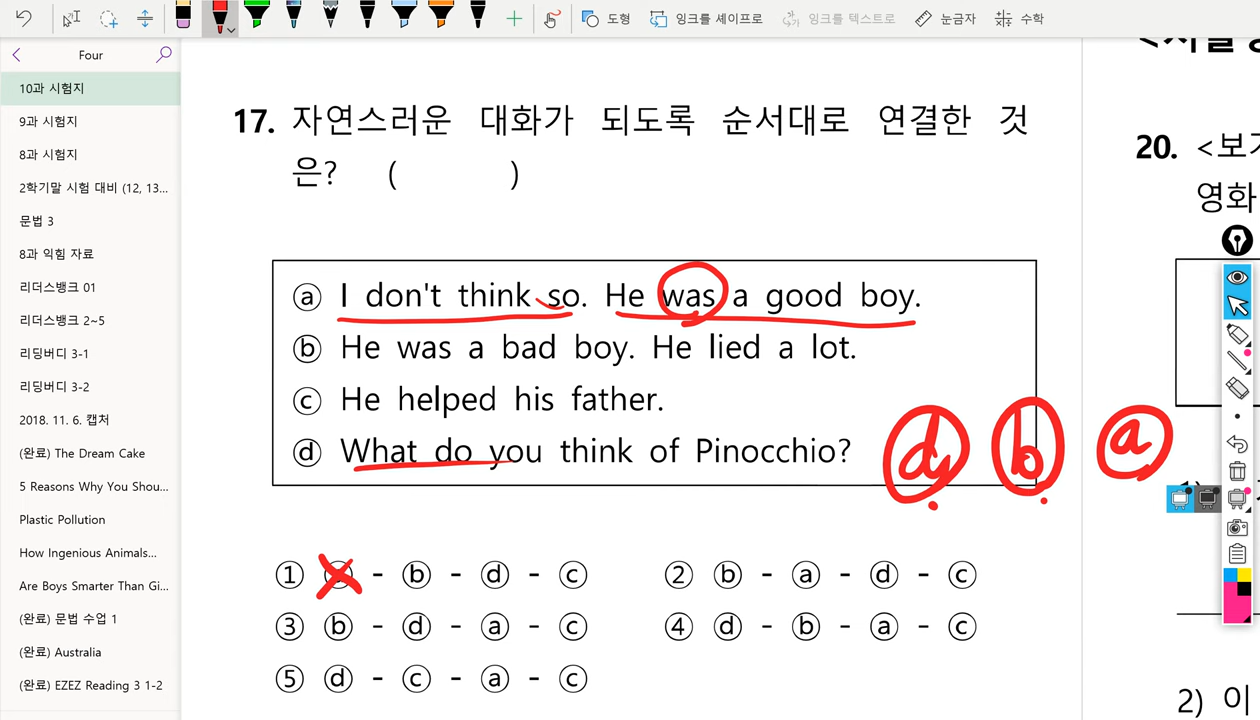 도형
잉크를 셰이프로
잉크를 텍스트로
눈금자
수학
Four
10과 시험지
9과 시험지
8과 시험지
2학기말 시험 대비 (12, 13...
문법 3
8과 익힘 자료
리더스뱅크 01
리더스뱅크 2~5
리딩버디 3-1
리딩버디 3-2
2018. 11. 6. 캡처
(완료) The Dream Cake
5 Reasons Why You Shou...
Plastic Pollution
How Ingenious Animals...
Are Boys Smarter Than Gi...
(완료) 문법 수업 1
(완료) Australia
(완료) EZEZ Reading 3 1-2
17. 자연스러운 대화가 되도록 순서대로 연결한 것
은? ( )
ⓐ I don't think so. He was a good boy.
ⓑ He was a bad boy. He lied a lot.
ⓒ He helped his father.
ⓓ What do you think of Pinocchio?
d b a
① ⓐ - ⓑ - ⓓ - ⓒ
② ⓑ - ⓐ - ⓓ - ⓒ
③ ⓑ - ⓓ - ⓐ - ⓒ
④ ⓓ - ⓑ - ⓐ - ⓒ
⑤ ⓓ - ⓒ - ⓐ - ⓒ
20. <보기
영화
2) 이